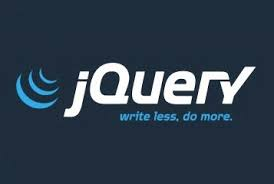 jQuery
write less, do more.